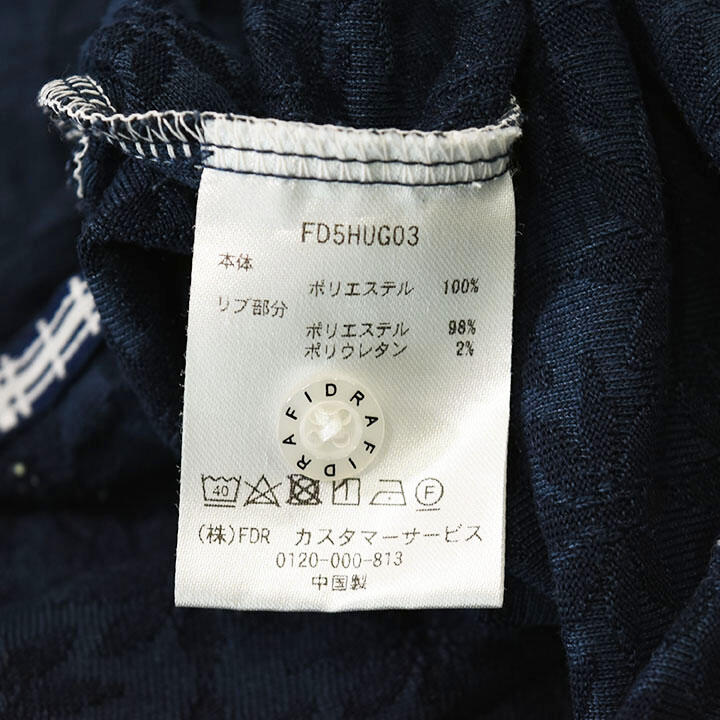 FD5HUG03
本体
ポリエステル 100%
リブ部分
ポリエステル 98%
ポリウレタン 2%
FIDRAFIDRA
40
F
(株)FDR カスタマーサービス
0120-000-813
中国製